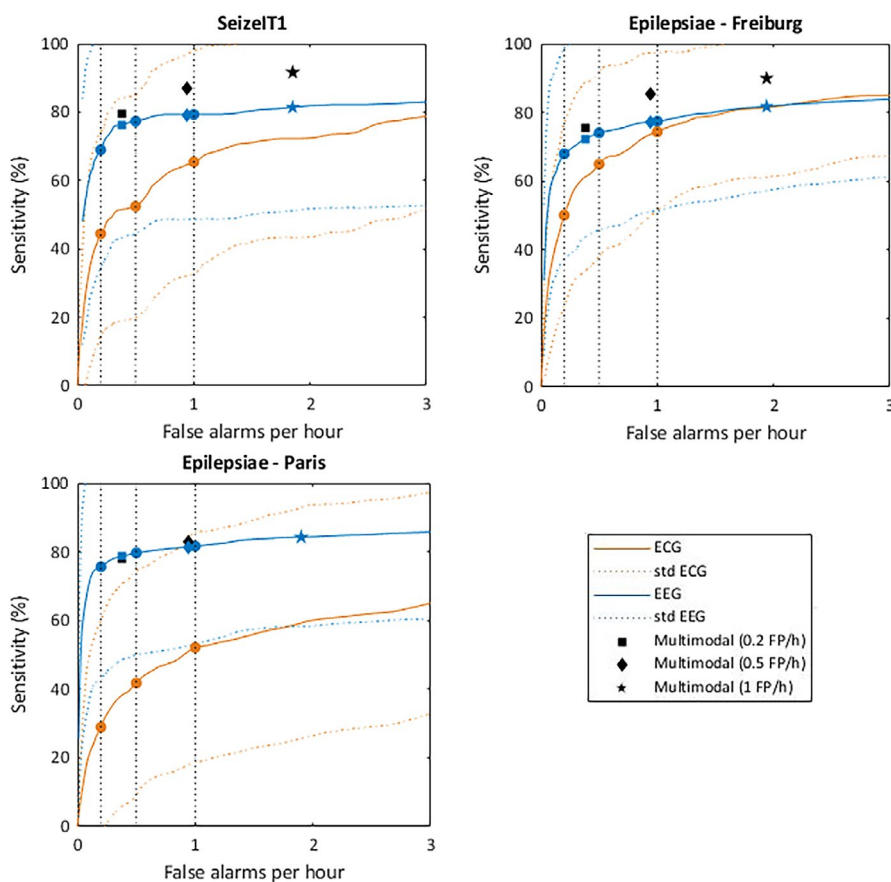 SeizeIT1
Sensitivity (%)
100
80
60
40
20
0
0 1 2 3
False alarms per hour
Epilepsiae - Freiburg
Sensitivity (%)
100
80
60
40
20
0
0 1 2 3
False alarms per hour
Epilepsiae - Paris
Sensitivity (%)
100
80
60
40
20
0
0 1 2 3
False alarms per hour
ECG
std ECG
EEG
std EEG
Multimodal (0.2 FP/h)
Multimodal (0.5 FP/h)
Multimodal (1 FP/h)